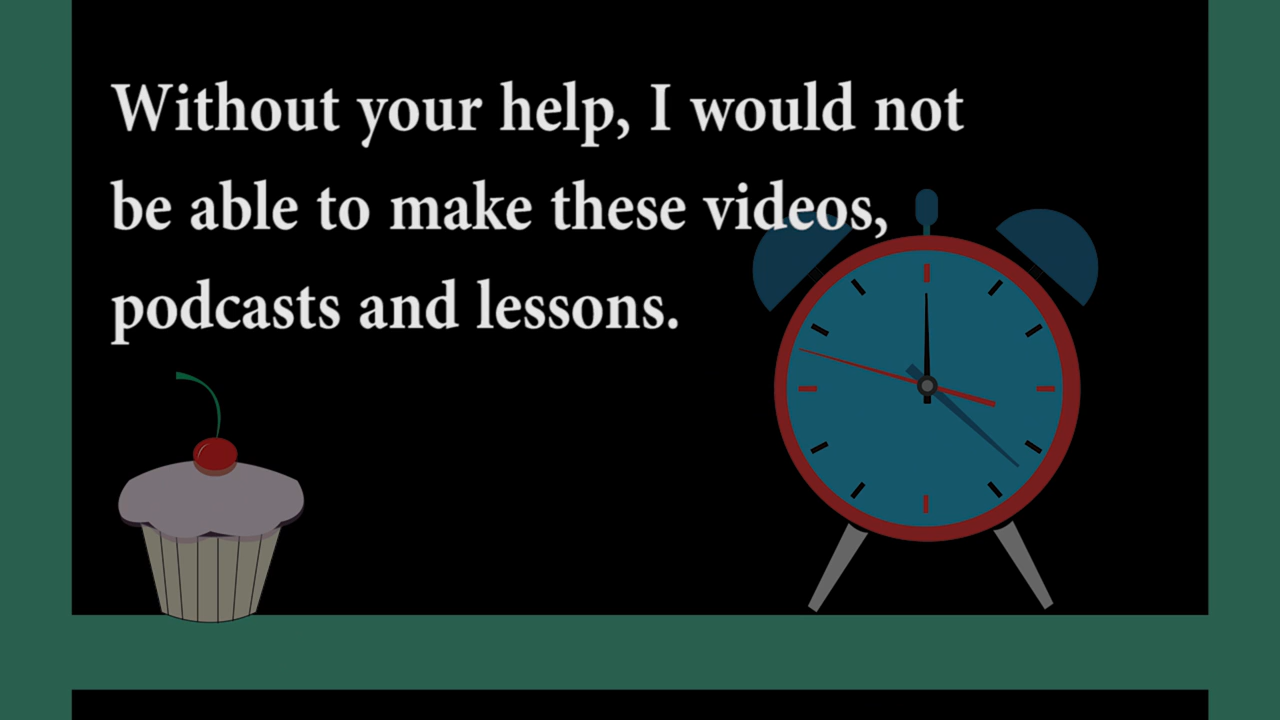 Without your help, I would not
be able to make these videos,
podcasts and lessons.